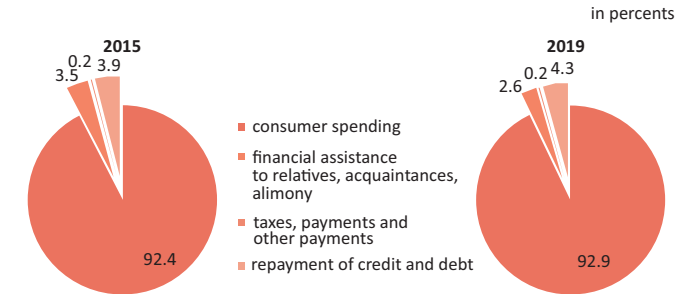 in percents
2015
2019
3.5
0.2
3.9
2.6
0.2
4.3
consumer spending
financial assistance
to relatives, acquaintances,
alimony
taxes, payments and
other payments
repayment of credit and debt
92.4
92.9